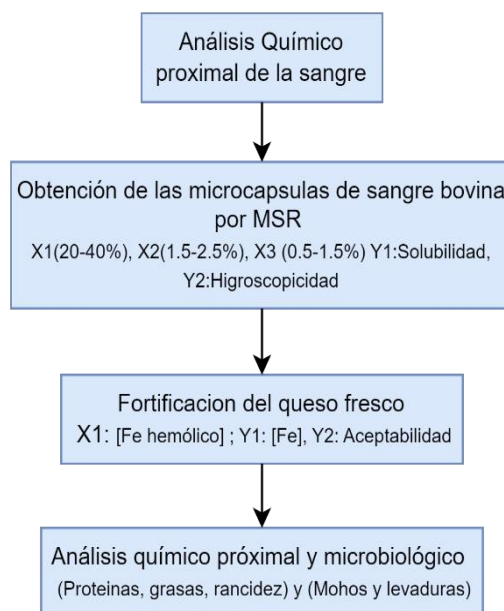 Análisis Químico
proximal de la sangre
Obtención de las microcapsulas de sangre bovina
por MSR
X1(20-40%), X2(1.5-2.5%), X3 (0.5-1.5%) Y1:Solubilidad,
Y2:Higroscopicidad
Fortificacion del queso fresco
X1: [Fe hemólico] ; Y1: [Fe], Y2: Aceptabilidad
Análisis químico próximal y microbiológico
(Proteinas, grasas, rancidez) y (Mohos y levaduras)